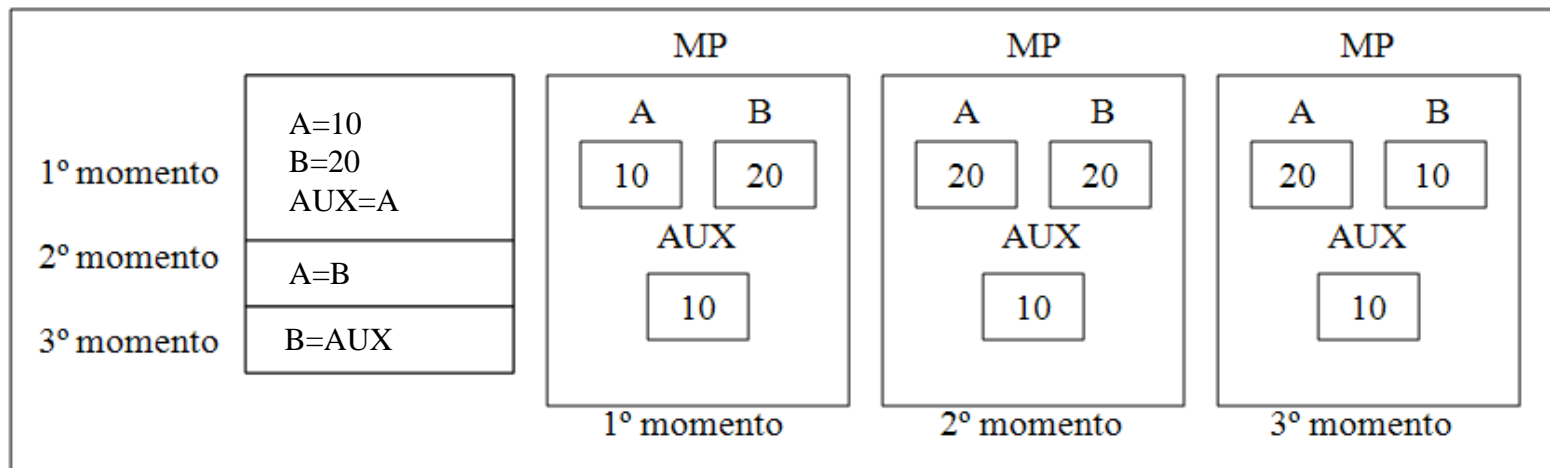 MP MP MP
A B A B A B
A=10
B=20
AUX=A
1º momento
10 20 20 20 20 10
AUX AUX AUX
2º momento
A=B
10 10 10
3º momento
B=AUX
1º momento 2º momento 3º momento